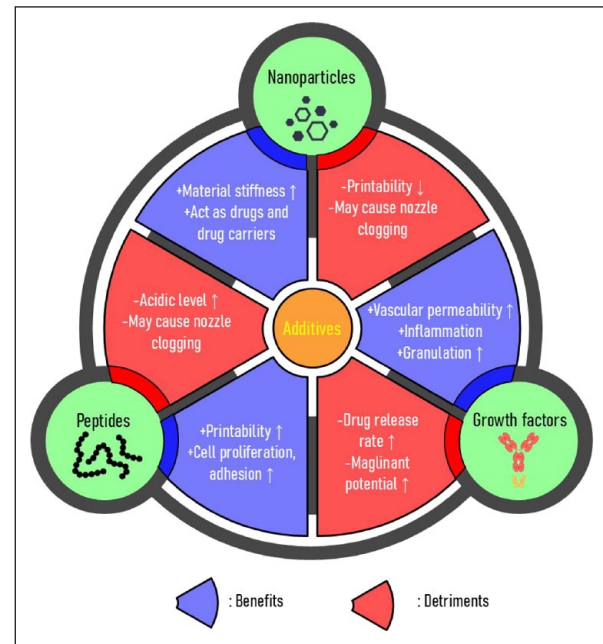 Nanoparticles
+Material stiffness ↑
+Act as drugs and
drug carriers
-Printability ↓
-May cause nozzle
clogging
-Acidic level ↑
-May cause nozzle
clogging
Additives
+Vascular permeability ↑
+Inflammation
+Granulation ↑
Peptides
+Printability ↑
+Cell proliferation,
adhesion ↑
-Drug release
rate ↑
-Maglinant
potential ↑
Growth factors
: Benefits
: Detriments